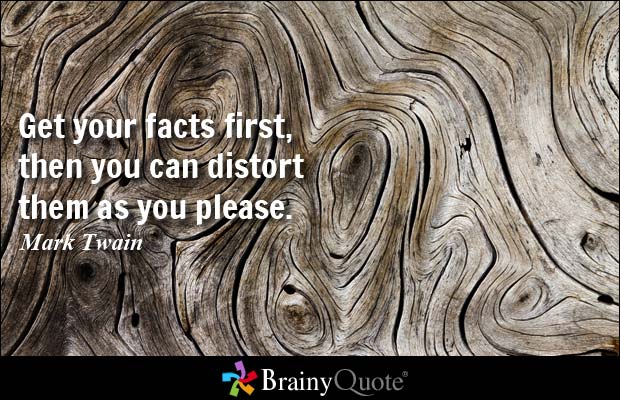 Get your facts first,
then you can distort
them as you please.
Mark Twain
BrainyQuote®